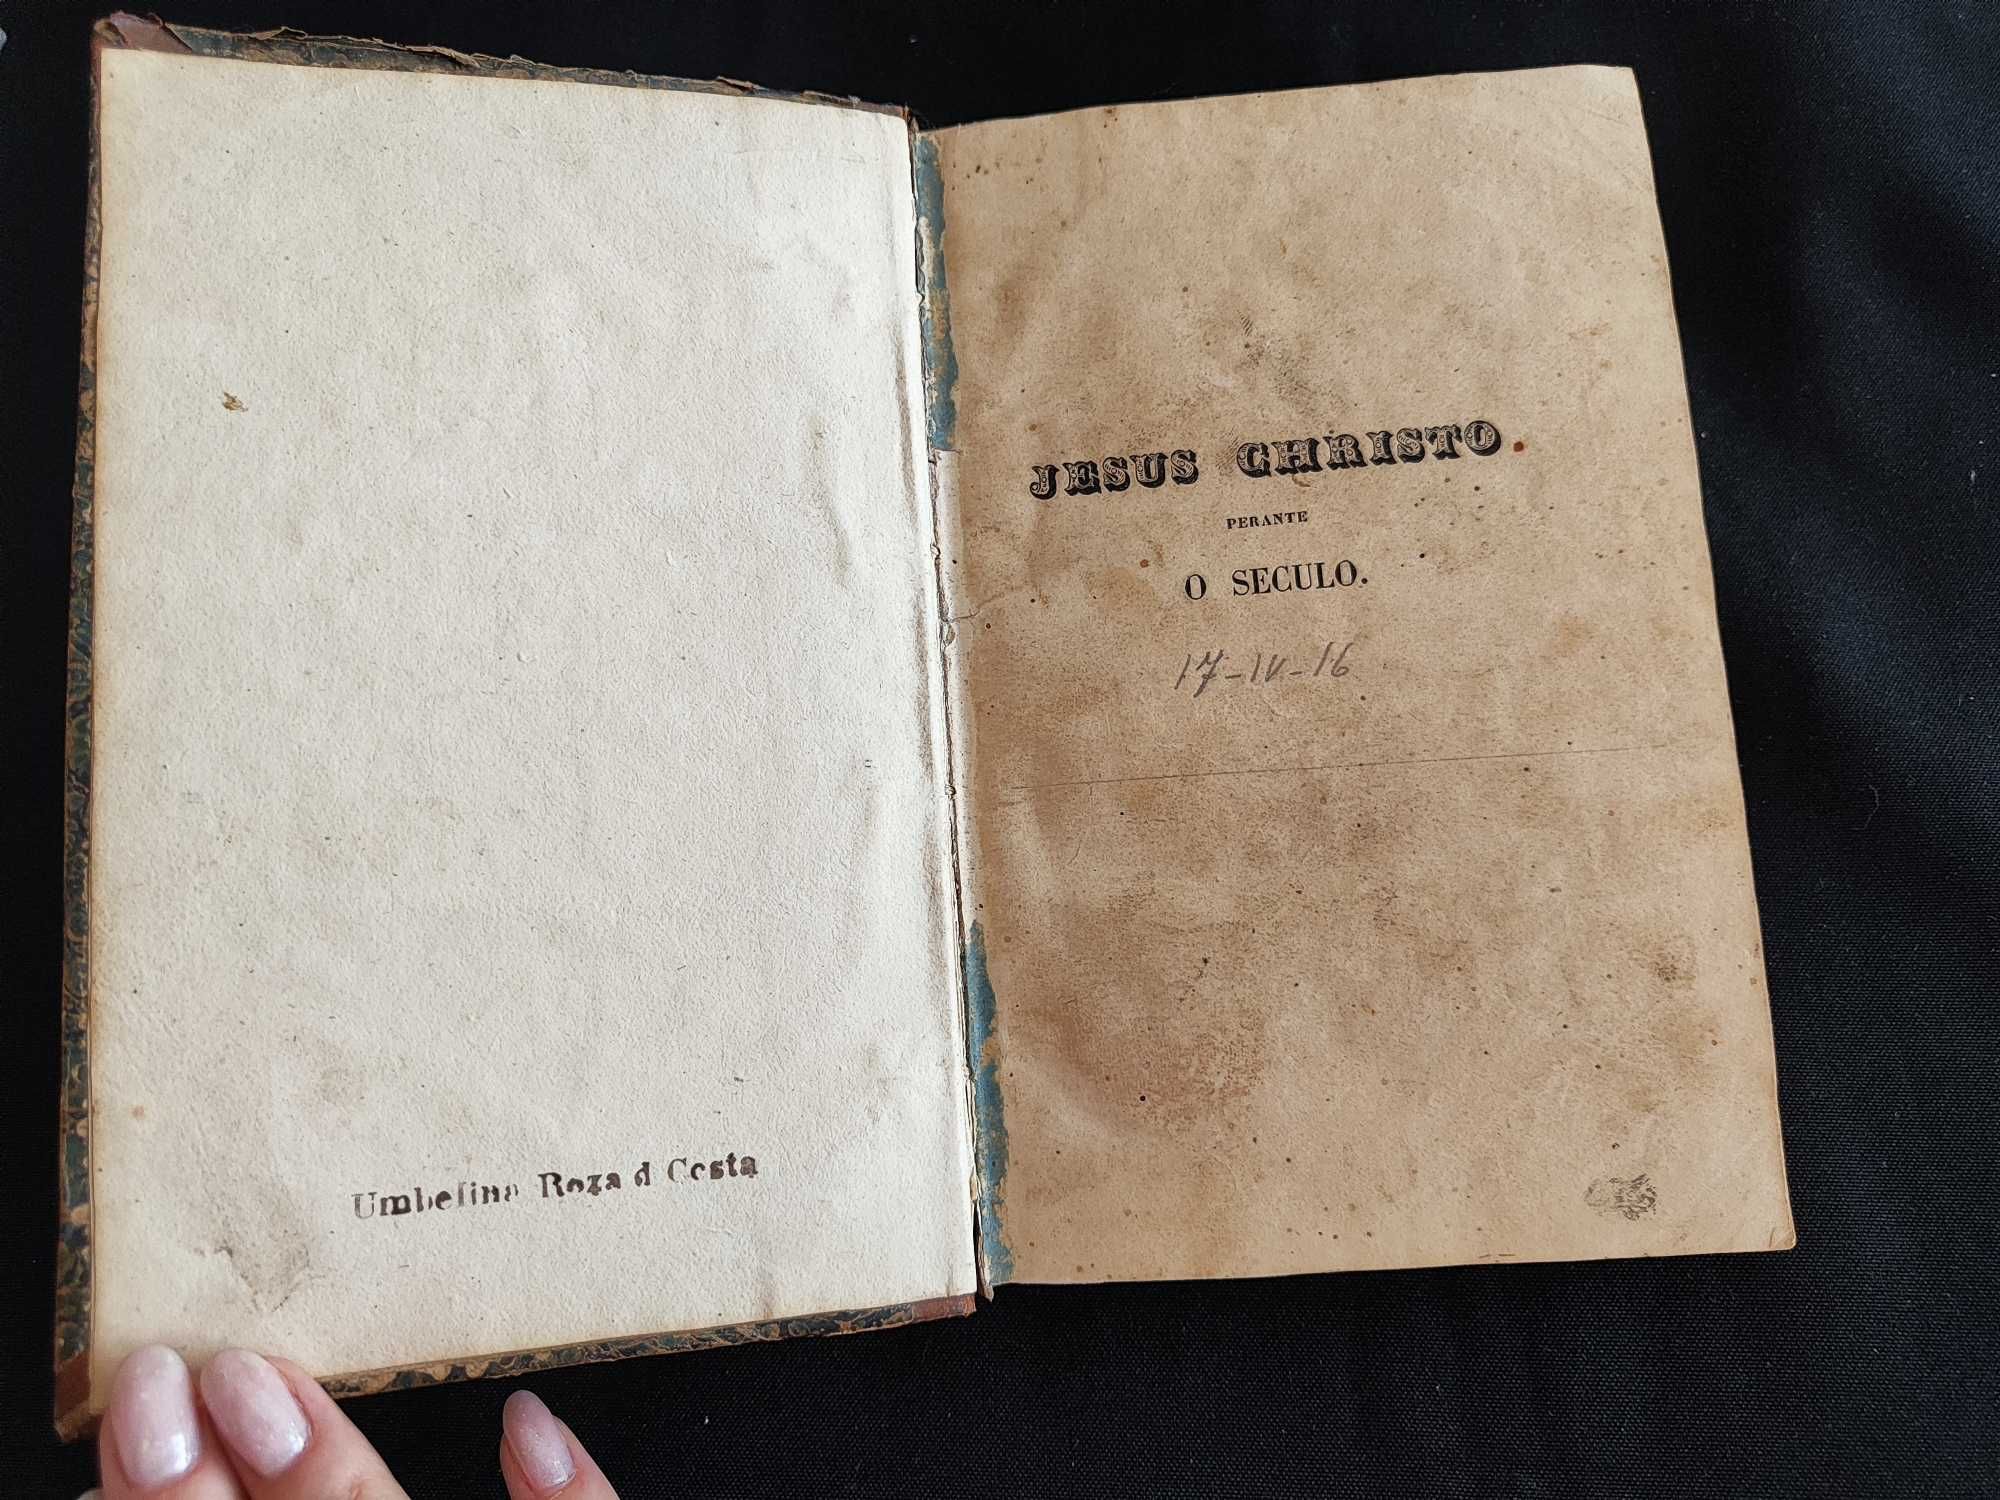 JESUS CHRISTO
PERANTE
O SECULO.
17-IV-16
Umbelina Roza d Costa